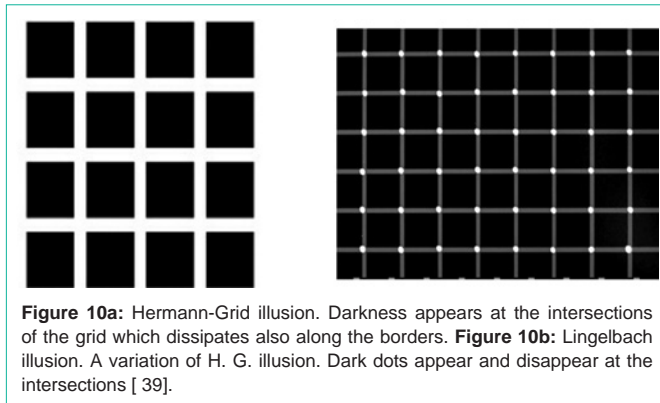 Figure 10a: Hermann-Grid illusion. Darkness appears at the intersections
of the grid which dissipates also along the borders. Figure 10b: Lingelbach
illusion. A variation of H. G. illusion. Dark dots appear and disappear at the
intersections [ 39].